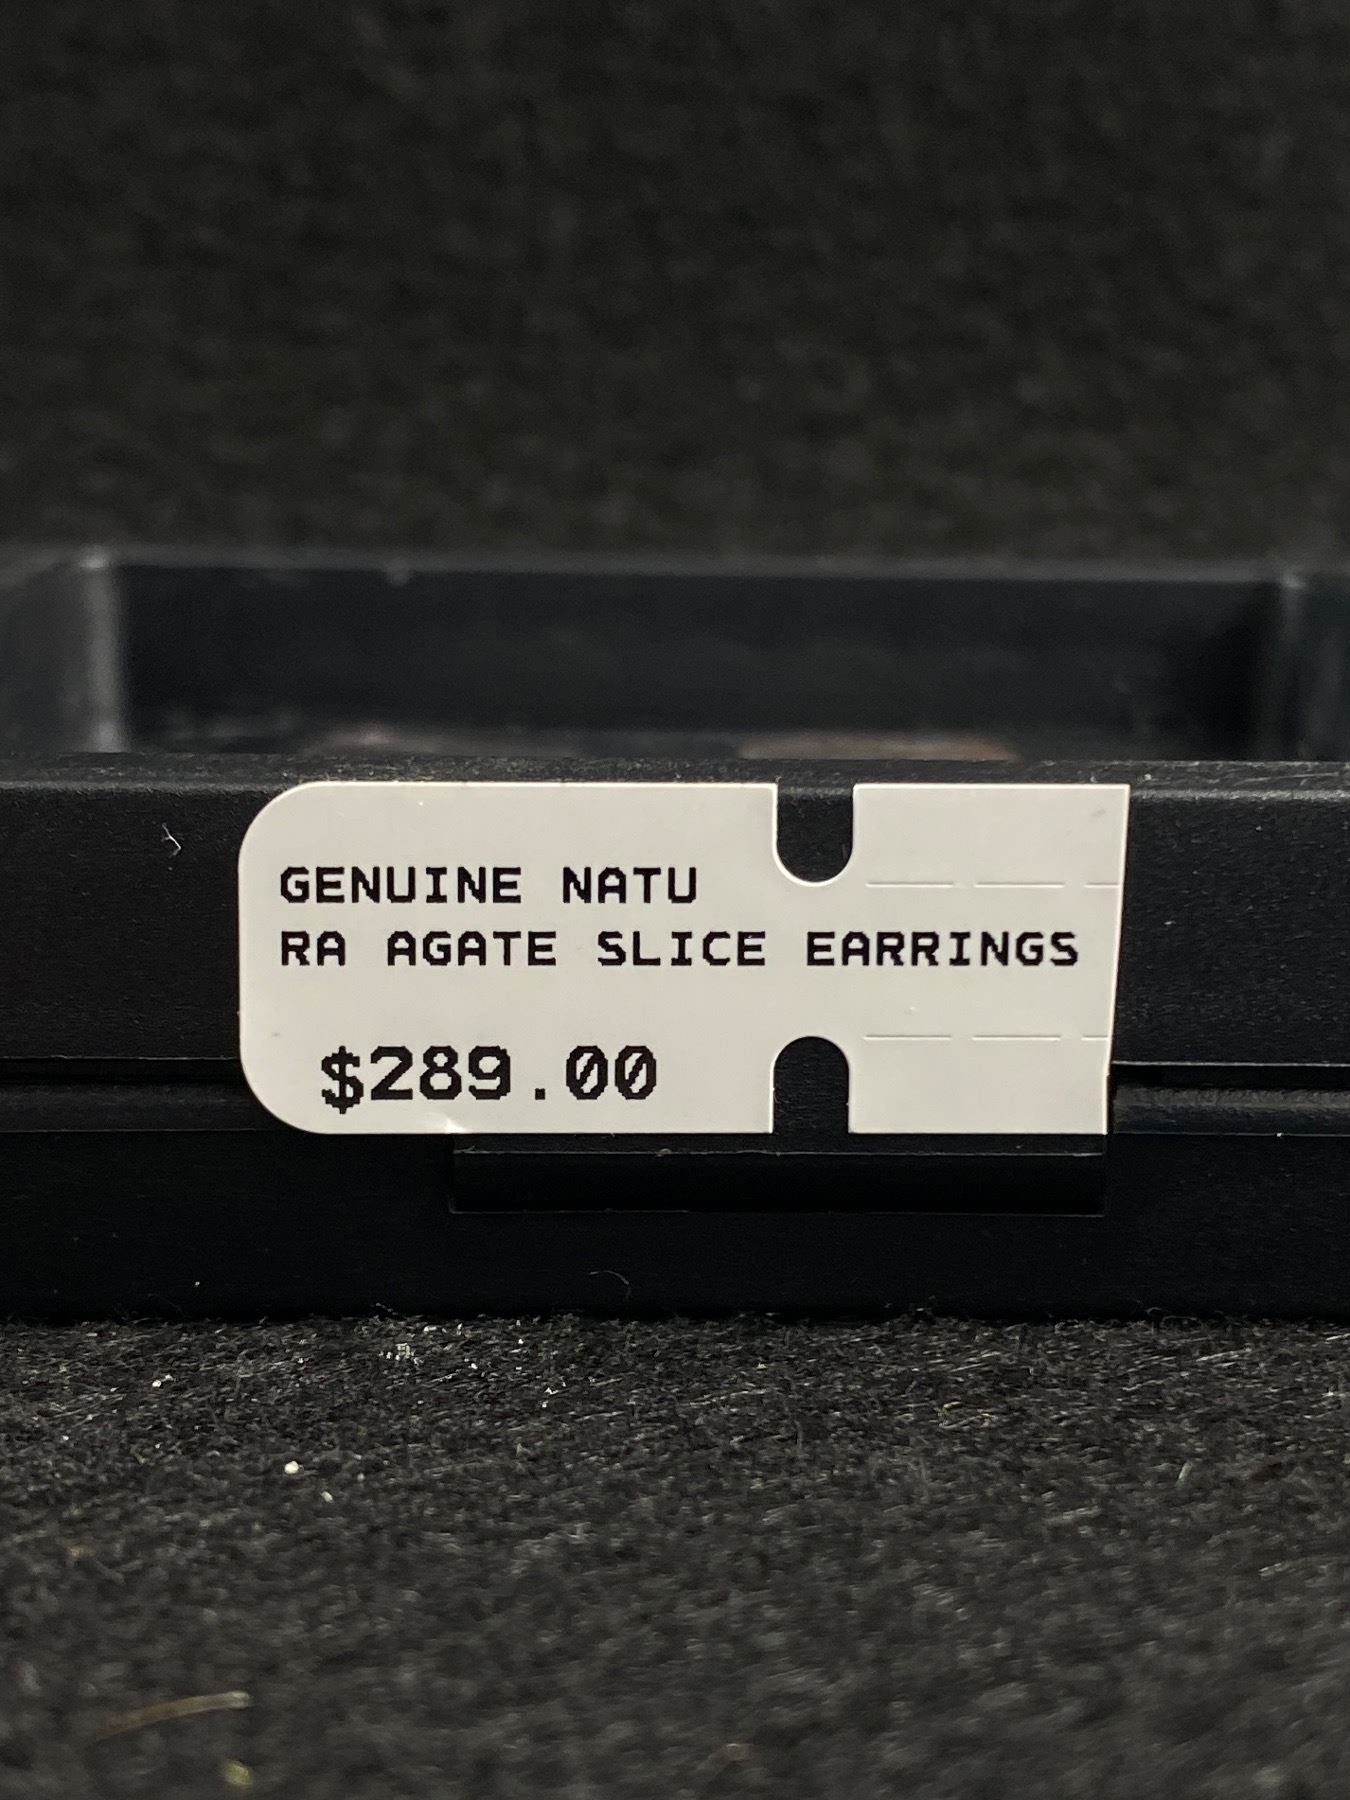 GENUINE NATU
RA AGATE SLICE EARRINGS
$289.00